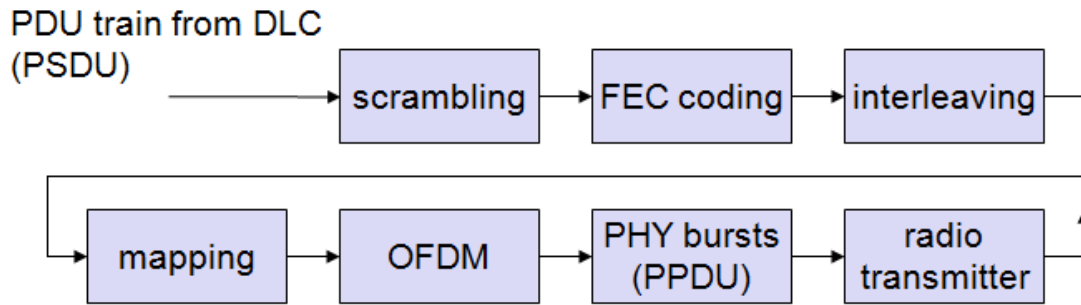 PDU train from DLC
(PSDU)
scrambling
FEC coding
interleaving
mapping
OFDM
PHY bursts
(PPDU)
radio
transmitter